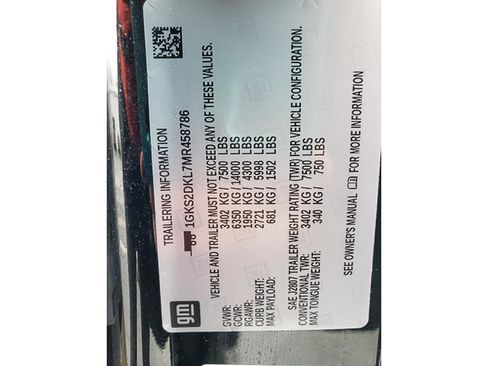 TRAILERING INFORMATION
1GKS2DKL7MR458786
VEHICLE AND TRAILER MUST NOT EXCEED ANY OF THESE VALUES.
GVWR: 3402 KG / 7500 LBS
GCWR: 6350 KG / 14000 LBS
RGAWR: 1950 KG / 4300 LBS
CURB WEIGHT: 2721 KG / 5998 LBS
MAX PAYLOAD: 681 KG / 1502 LBS
SAE J2807 TRAILER WEIGHT RATING (TWR) FOR VEHICLE CONFIGURATION.
CONVENTIONAL TWR: 3402 KG / 7500 LBS
MAX TONGUE WEIGHT: 340 KG / 750 LBS
SEE OWNER'S MANUAL FOR MORE INFORMATION
gm